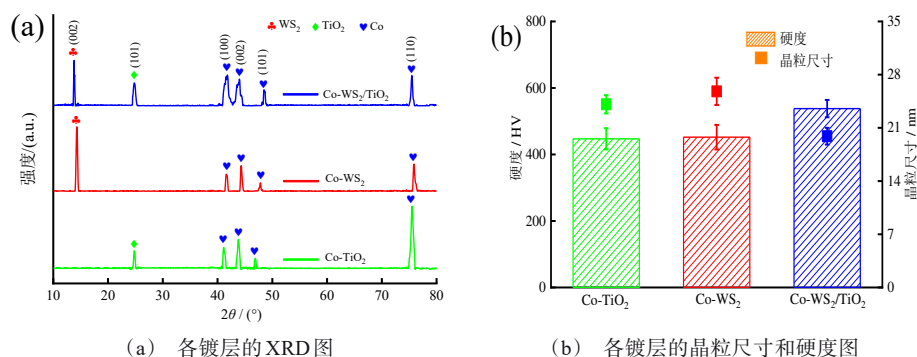 (a)
♣ WS₂ ♦ TiO₂ ♥ Co
(002)
(101)
(100)
(002)
(101)
(110)
Co-WS₂/TiO₂
Co-WS₂
Co-TiO₂
强度/(a.u.)
10 20 30 40 50 60 70 80
2θ / (°)
(a) 各镀层的XRD图
(b)
硬度
晶粒尺寸
800
600
400
200
0
硬度 / HV
35
28
21
14
7
0
晶粒尺寸 / nm
Co-TiO₂ Co-WS₂ Co-WS₂/TiO₂
(b) 各镀层的晶粒尺寸和硬度图